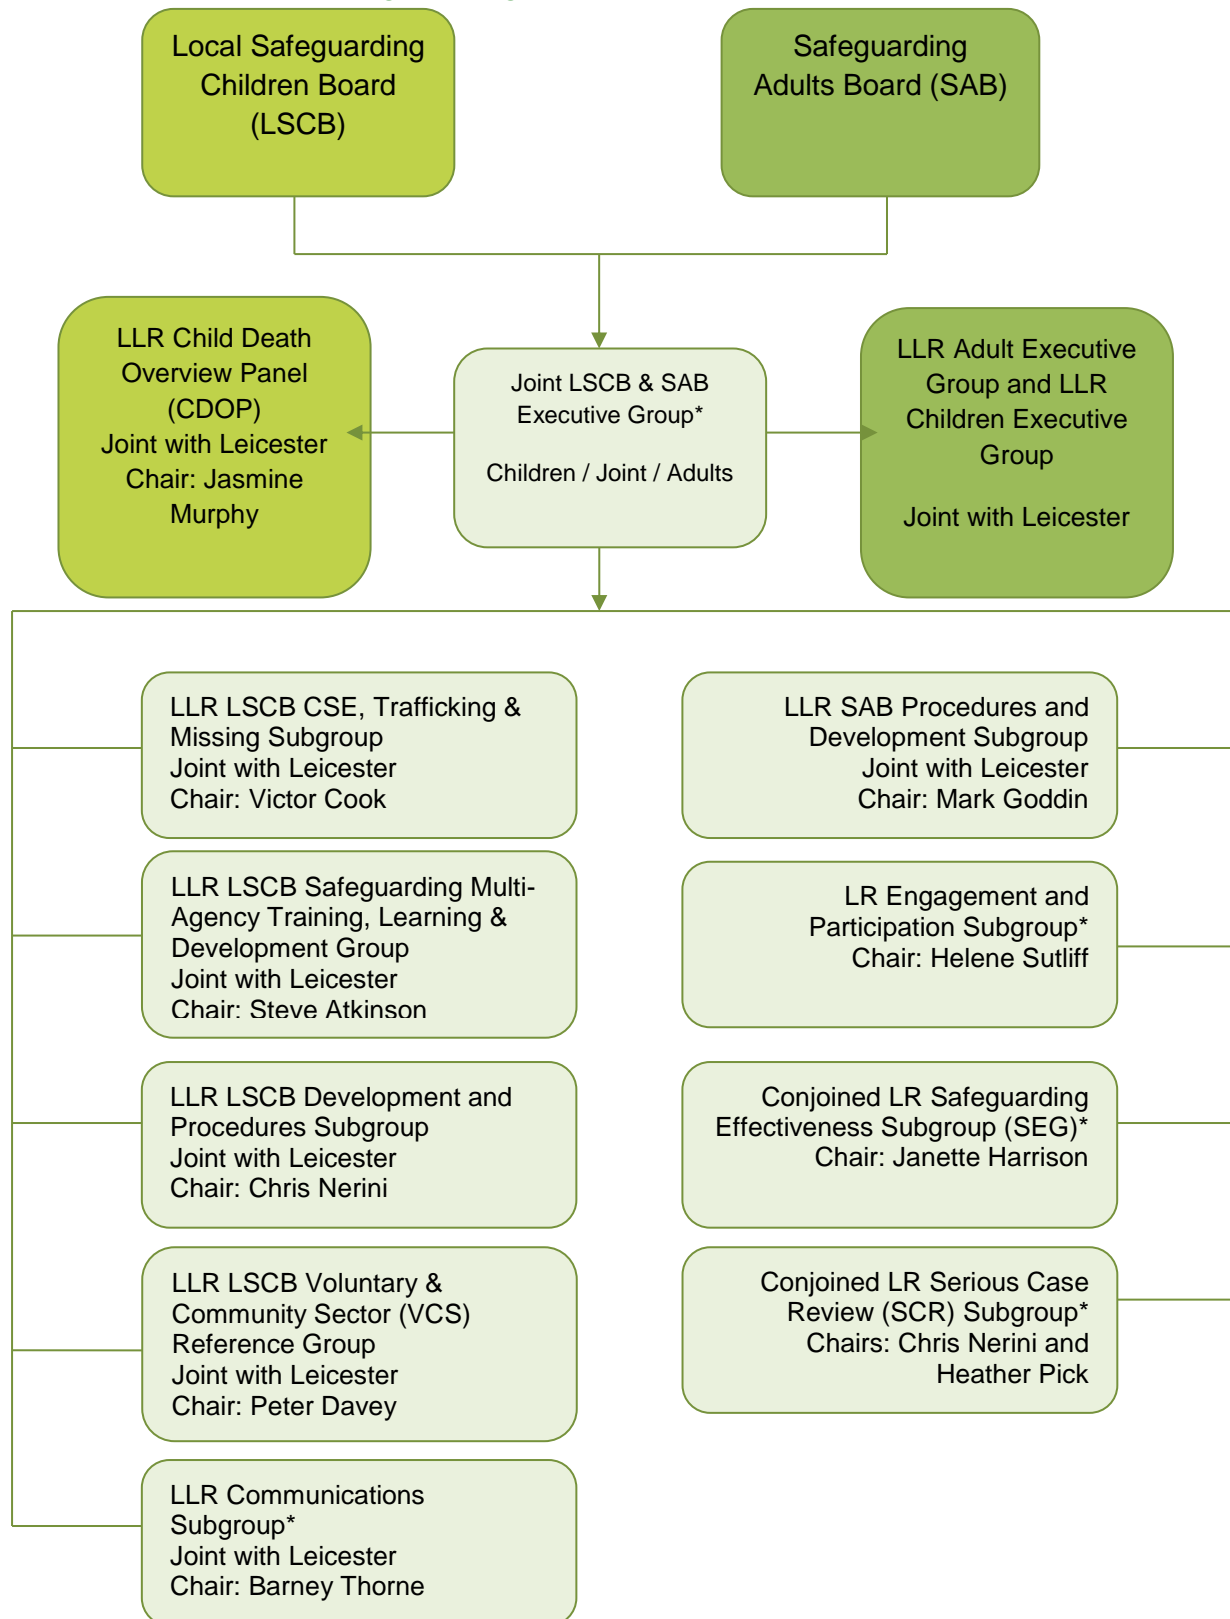 Local Safeguarding
Children Board
(LSCB)
Safeguarding
Adults Board (SAB)
LLR Child Death
Overview Panel
(CDOP)
Joint with Leicester
Chair: Jasmine
Murphy
Joint LSCB & SAB
Executive Group*
Children / Joint / Adults
LLR Adult Executive
Group and LLR
Children Executive
Group
Joint with Leicester
LLR LSCB CSE, Trafficking &
Missing Subgroup
Joint with Leicester
Chair: Victor Cook
LLR SAB Procedures and
Development Subgroup
Joint with Leicester
Chair: Mark Goddin
LLR LSCB Safeguarding Multi-
Agency Training, Learning &
Development Group
Joint with Leicester
Chair: Steve Atkinson
LR Engagement and
Participation Subgroup*
Chair: Helene Sutliff
LLR LSCB Development and
Procedures Subgroup
Joint with Leicester
Chair: Chris Nerini
Conjoined LR Safeguarding
Effectiveness Subgroup (SEG)*
Chair: Janette Harrison
LLR LSCB Voluntary &
Community Sector (VCS)
Reference Group
Joint with Leicester
Chair: Peter Davey
Conjoined LR Serious Case
Review (SCR) Subgroup*
Chairs: Chris Nerini and
Heather Pick
LLR Communications
Subgroup*
Joint with Leicester
Chair: Barney Thorne